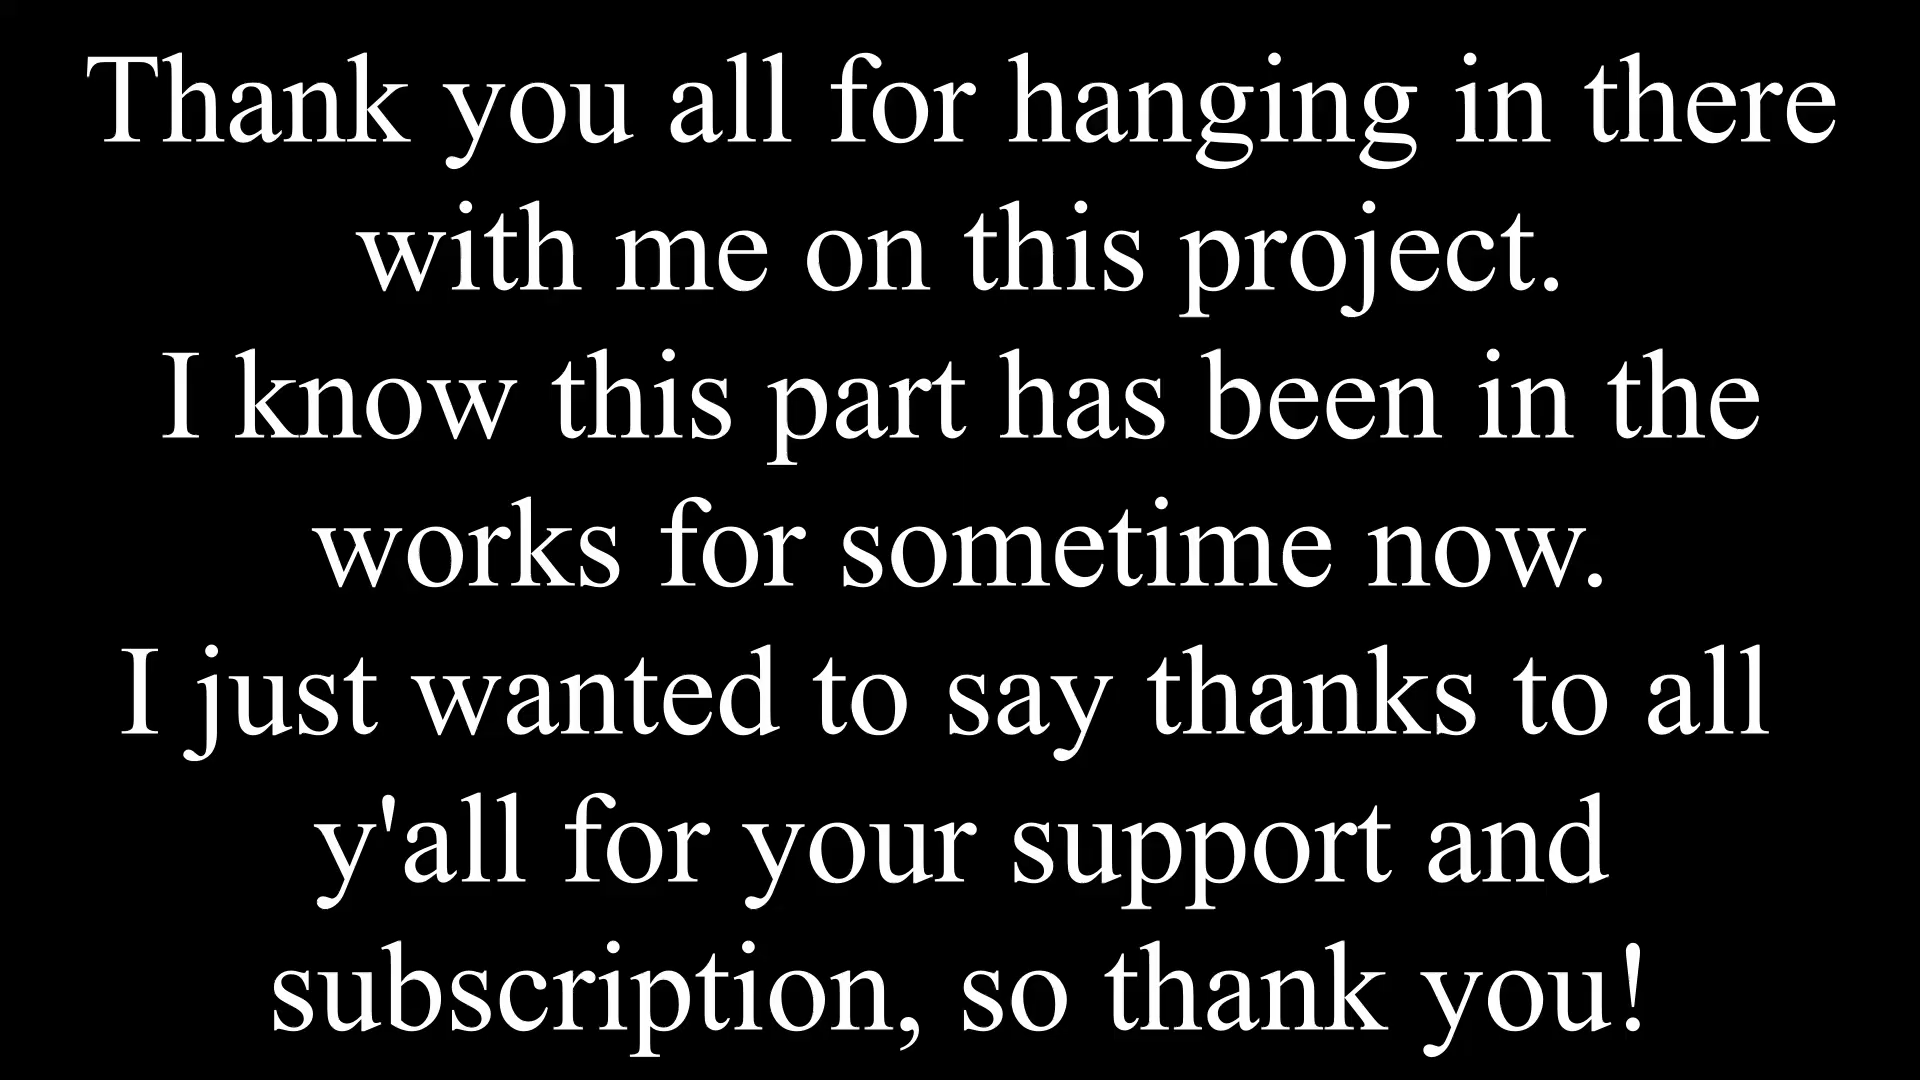 Thank you all for hanging in there
with me on this project.
I know this part has been in the
works for sometime now.
I just wanted to say thanks to all
y'all for your support and
subscription, so thank you!